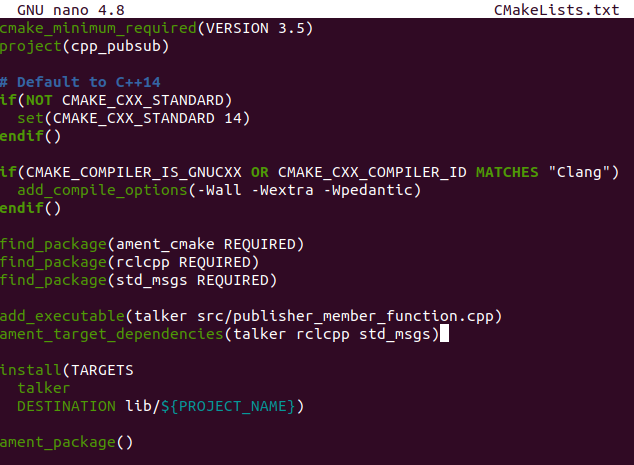 GNU nano 4.8 CMakeLists.txt
cmake_minimum_required(VERSION 3.5)
project(cpp_pubsub)
# Default to C++14
if(NOT CMAKE_CXX_STANDARD)
  set(CMAKE_CXX_STANDARD 14)
endif()
if(CMAKE_COMPILER_IS_GNUCXX OR CMAKE_CXX_COMPILER_ID MATCHES "Clang")
  add_compile_options(-Wall -Wextra -Wpedantic)
endif()
find_package(ament_cmake REQUIRED)
find_package(rclcpp REQUIRED)
find_package(std_msgs REQUIRED)
add_executable(talker src/publisher_member_function.cpp)
ament_target_dependencies(talker rclcpp std_msgs)
install(TARGETS
  talker
  DESTINATION lib/${PROJECT_NAME})
ament_package()